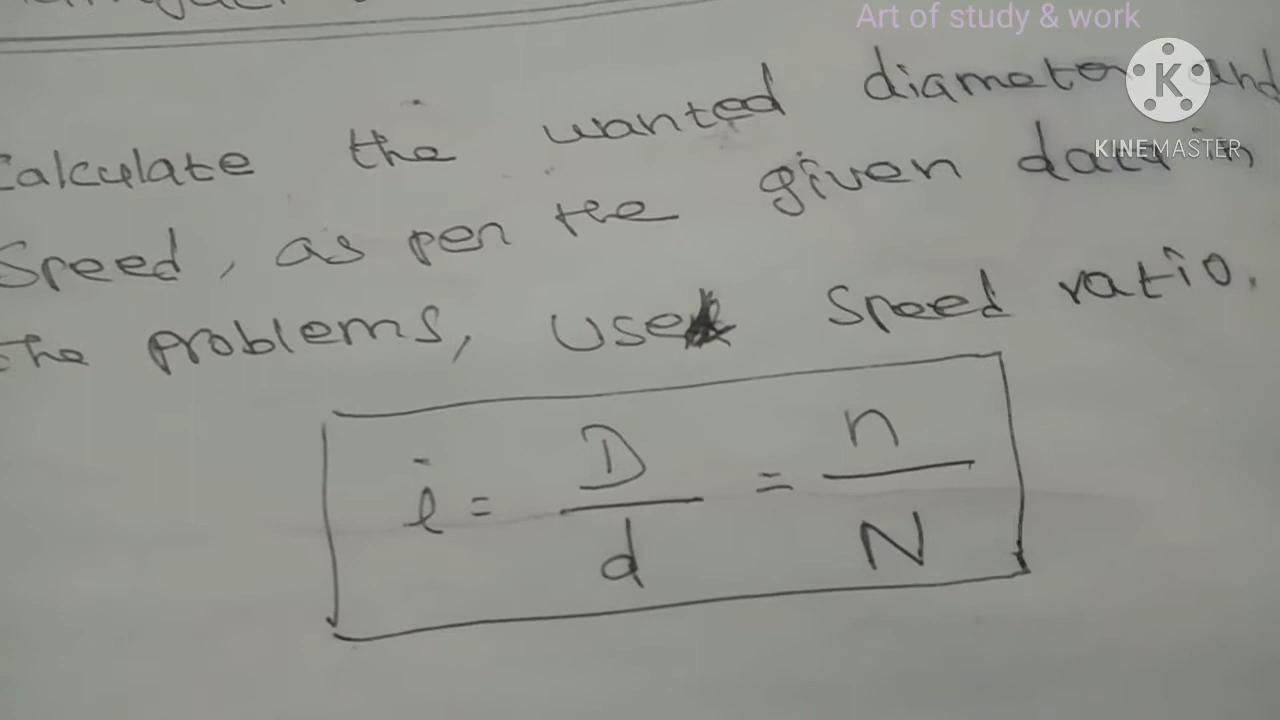 Art of study & work
K
KINEMASTER
Calculate the wanted diameter and
Speed, as per the given data in
the problems, use speed ratio.
i = D/d = n/N